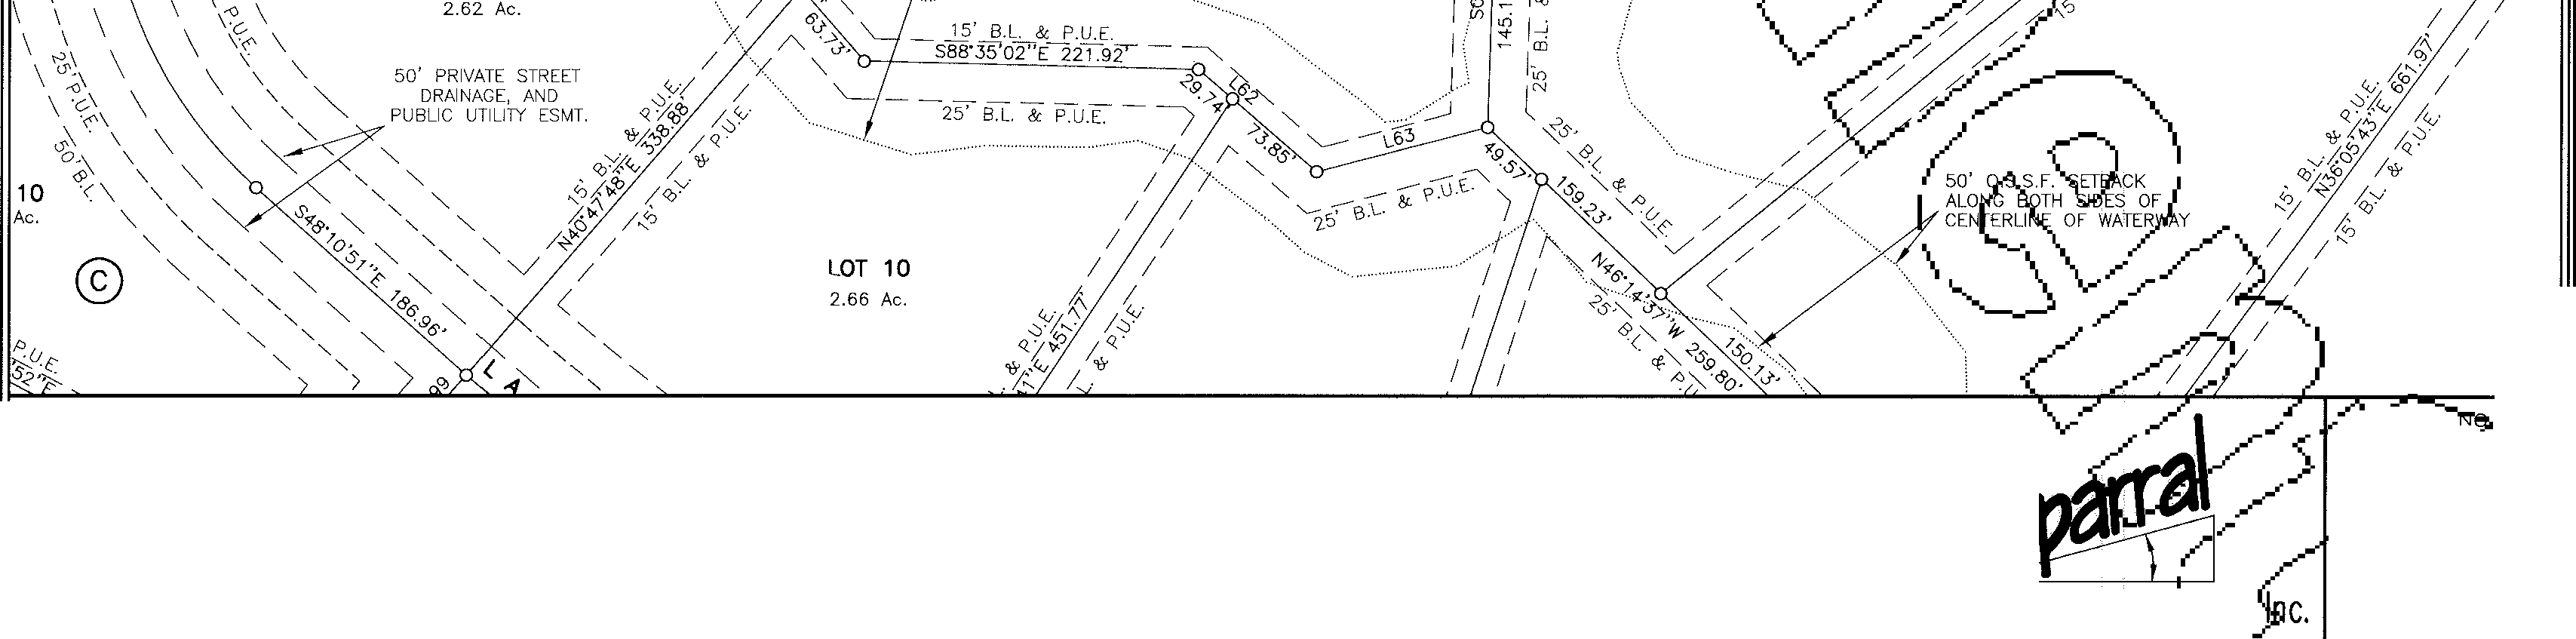 2.62 Ac.
P.U.E.
25' P.U.E.
50' B.L.
50' PRIVATE STREET
DRAINAGE, AND
PUBLIC UTILITY ESMT.
10
Ac.
C
S48°10'51"E 186.96'
P.U.E.
'52"E
99
L A
63.73'
15' B.L. & P.U.E.
N40°47'48"E 338.88'
15' B.L. & P.U.E.
15' B.L. & P.U.E.
S88°35'02"E 221.92'
25' B.L. & P.U.E.
29.74'
L62
73.85'
L63
LOT 10
2.66 Ac.
& P.U.E.
41"E 451.77'
& P.U.E.
25' B.L. & P.U.E.
145.1
25' B.L. &
25' B.L. & P.U.E.
49.57'
159.23'
N46°14'37"W 259.80'
150.13'
25' B.L. & P.U
15'
50' O.S.S.F. SETBACK
ALONG BOTH SIDES OF
CENTERLINE OF WATERWAY
15' B.L. & P.U.E.
N36°05'43"E 661.97'
15' B.L. & P.U.E.
parral
Inc.